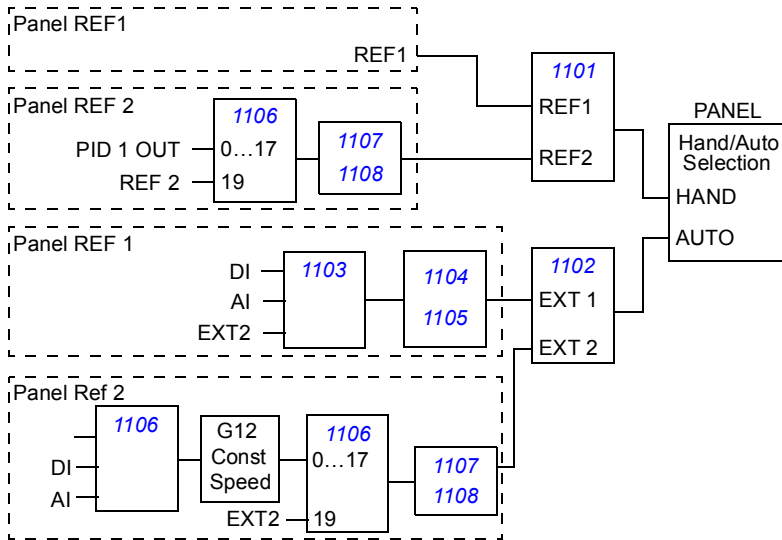 Panel REF1
REF1
1101
REF1
REF2
PANEL
Hand/Auto
Selection
HAND
AUTO
Panel REF 2
1106
PID 1 OUT
0...17
REF 2
19
1107
1108
Panel REF 1
DI
AI
EXT2
1103
1104
1105
1102
EXT 1
EXT 2
Panel Ref 2
1106
DI
AI
G12
Const
Speed
1106
0...17
EXT2
19
1107
1108